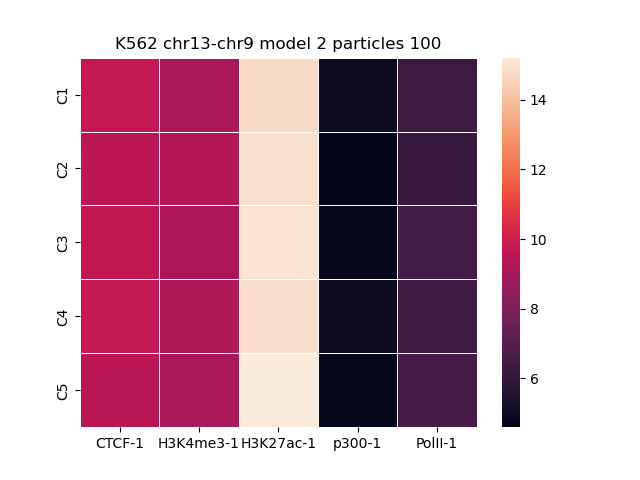 K562 chr13-chr9 model 2 particles 100
C1
C2
C3
C4
C5
CTCF-1 H3K4me3-1 H3K27ac-1 p300-1 PolII-1
14
12
10
8
6